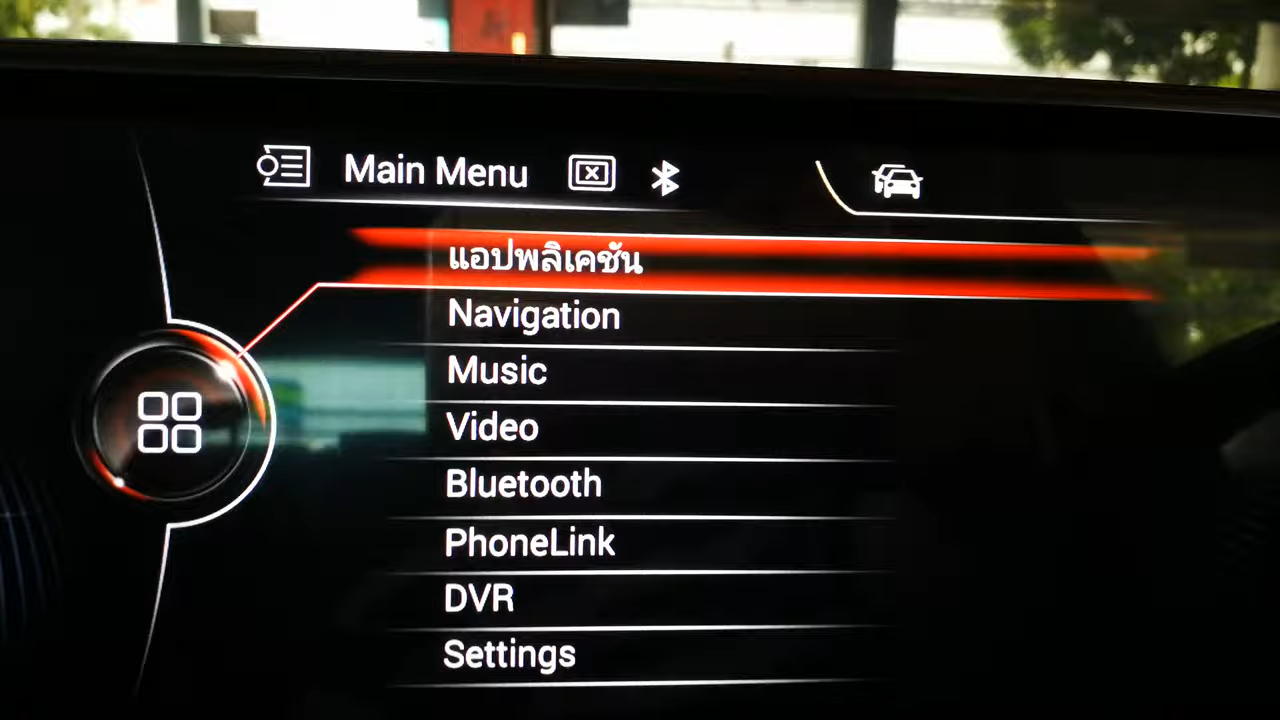 Main Menu
แอปพลิเคชัน
Navigation
Music
Video
Bluetooth
PhoneLink
DVR
Settings